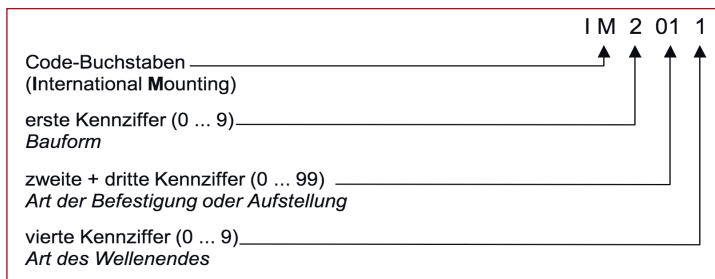 IM 2 01 1
Code-Buchstaben
(International Mounting)
erste Kennziffer (0 ... 9)
Bauform
zweite + dritte Kennziffer (0 ... 99)
Art der Befestigung oder Aufstellung
vierte Kennziffer (0 ... 9)
Art des Wellenendes